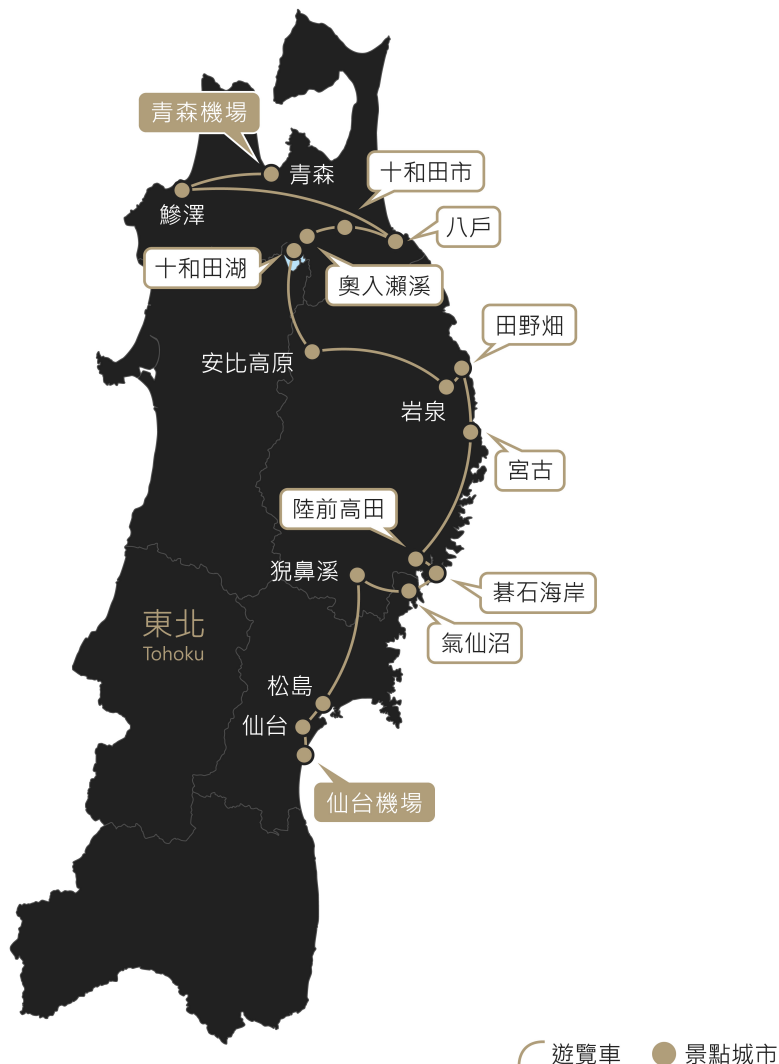 青森機場
青森
十和田市
鰺澤
八戶
十和田湖
奧入瀨溪
田野畑
安比高原
岩泉
宮古
陸前高田
猊鼻溪
碁石海岸
東北
Tohoku
氣仙沼
松島
仙台
仙台機場
遊覽車
景點城市